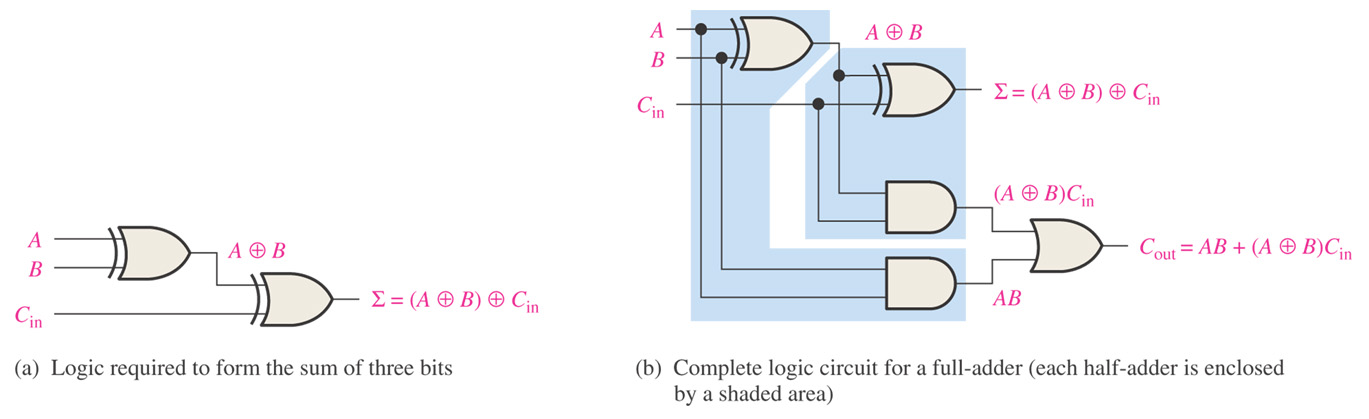 A
B
C_in
A ⊕ B
Σ = (A ⊕ B) ⊕ C_in
(a) Logic required to form the sum of three bits
A
B
C_in
A ⊕ B
Σ = (A ⊕ B) ⊕ C_in
(A ⊕ B)C_in
C_out = AB + (A ⊕ B)C_in
AB
(b) Complete logic circuit for a full-adder (each half-adder is enclosed
by a shaded area)